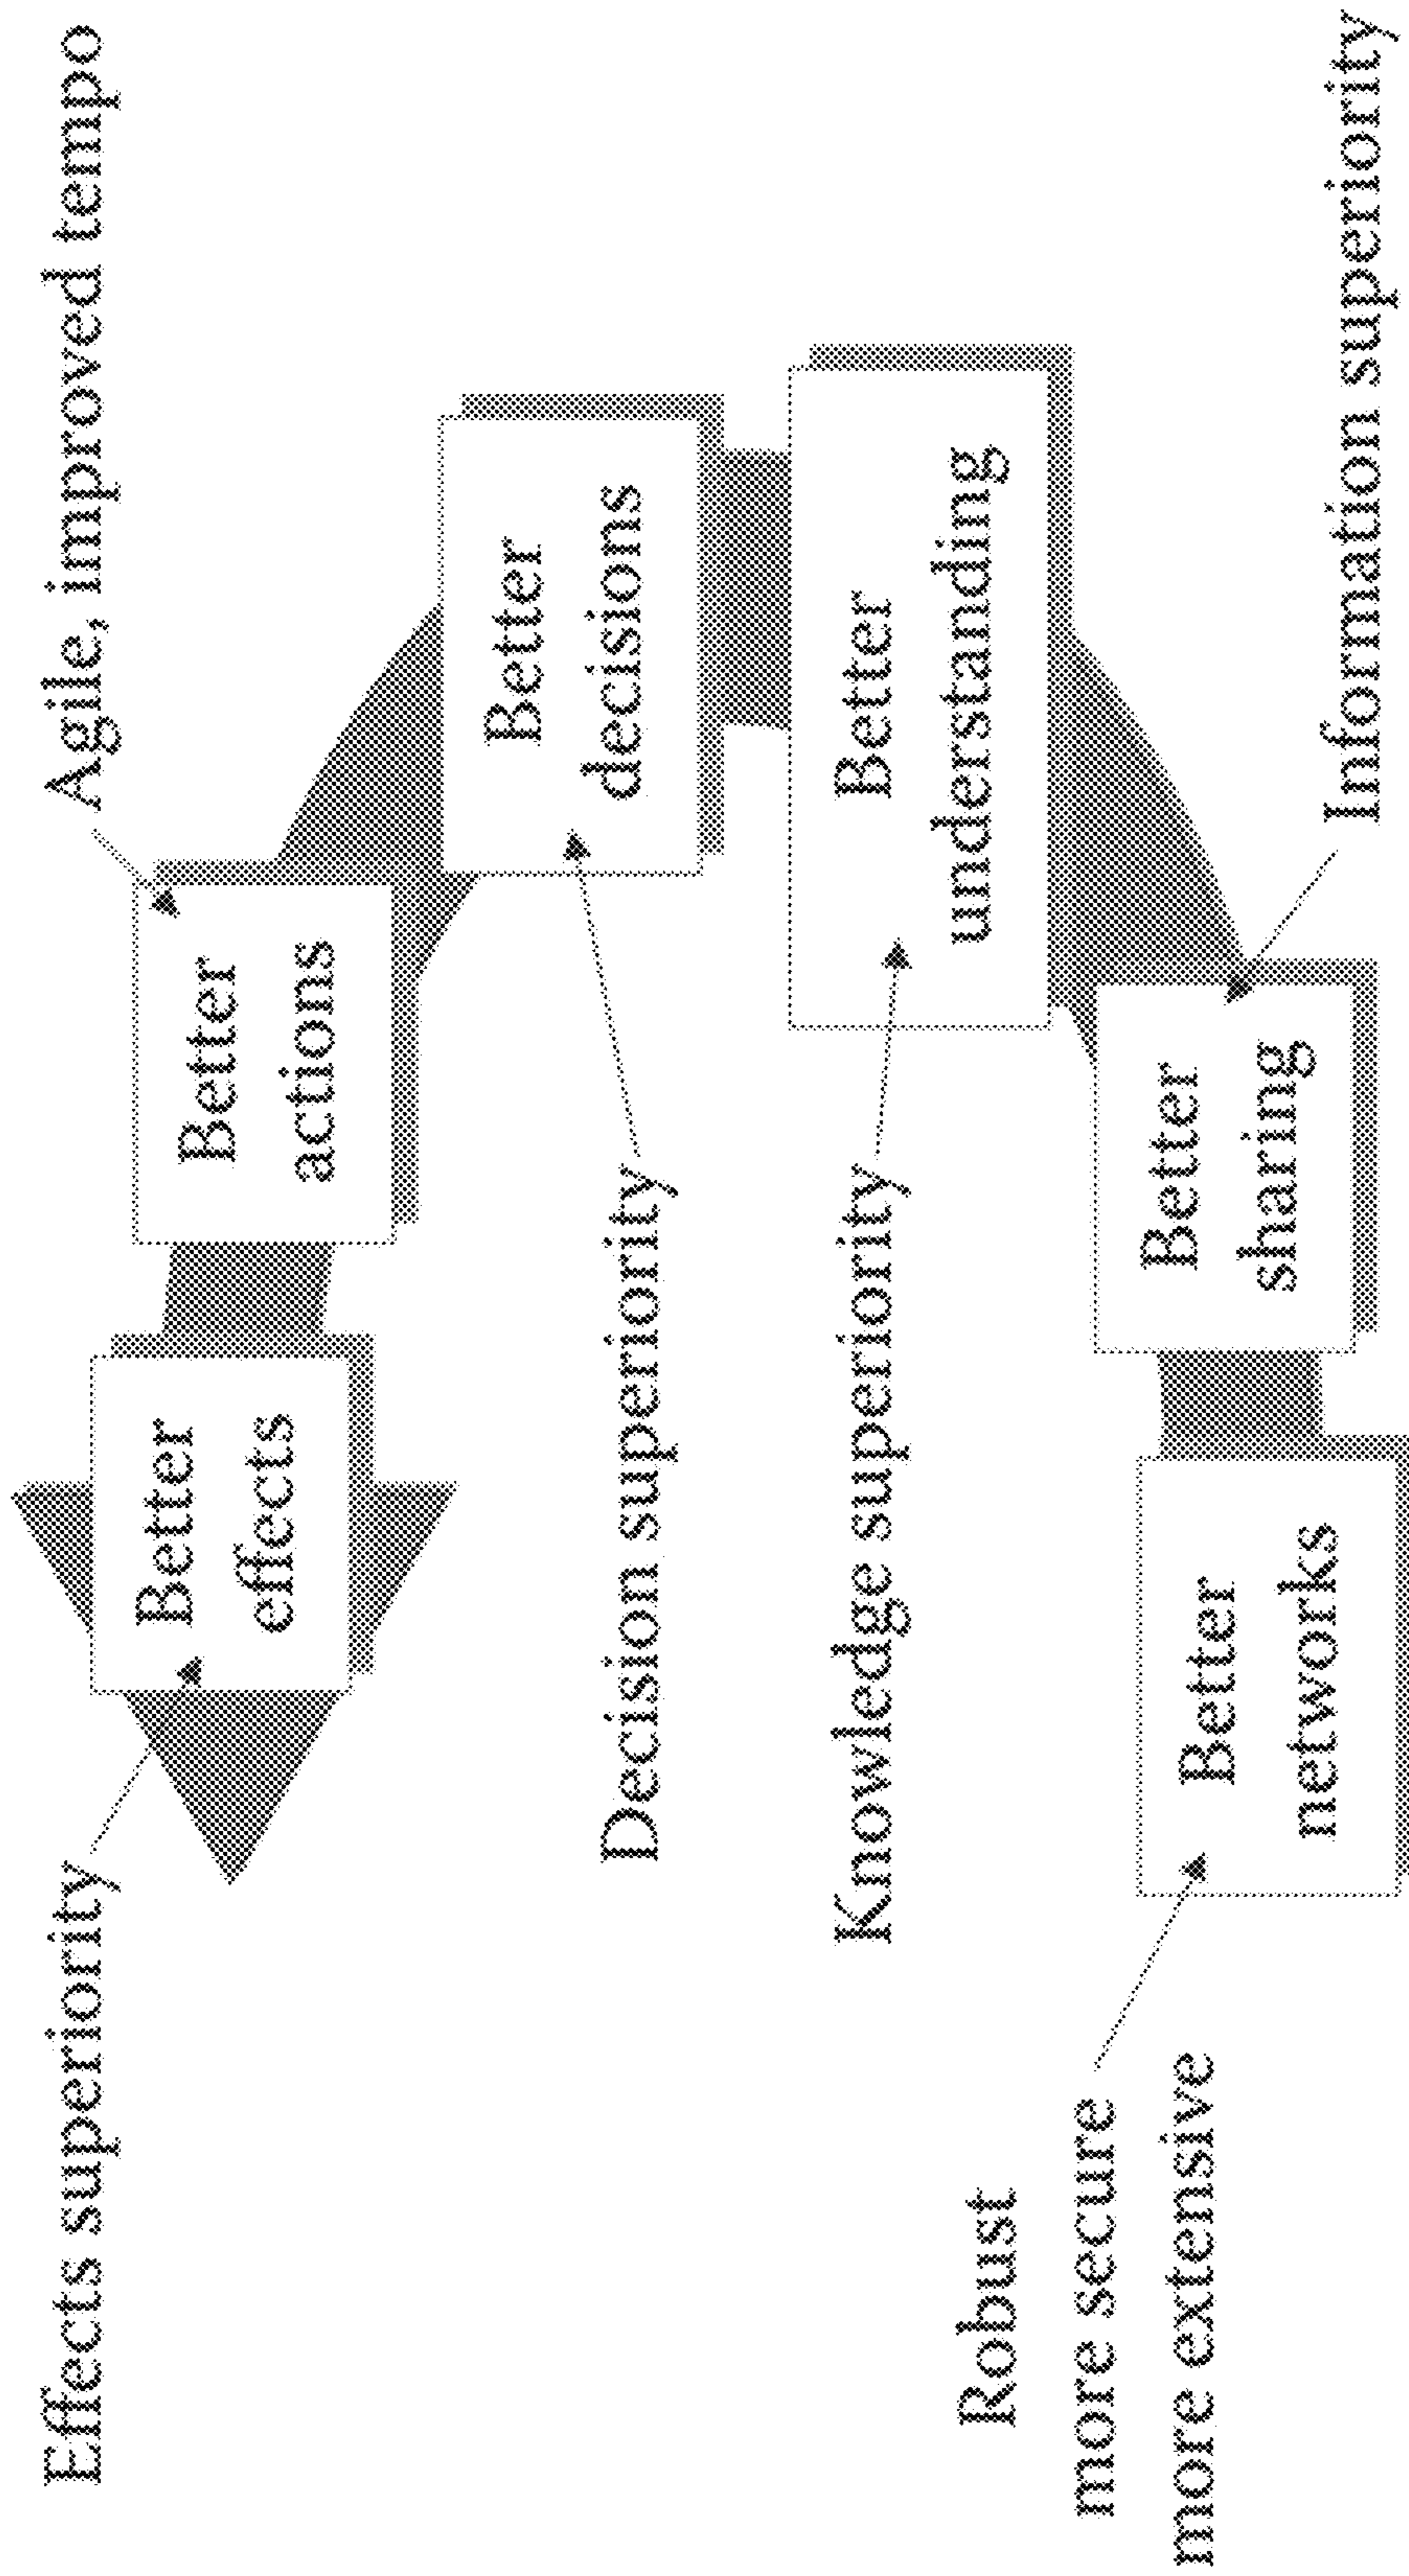 Effects superiority
Agile, improved tempo
Better
effects
Better
actions
Better
decisions
Decision superiority
Better
understanding
Knowledge superiority
Robust
more secure
more extensive
Better
networks
Better
sharing
Information superiority